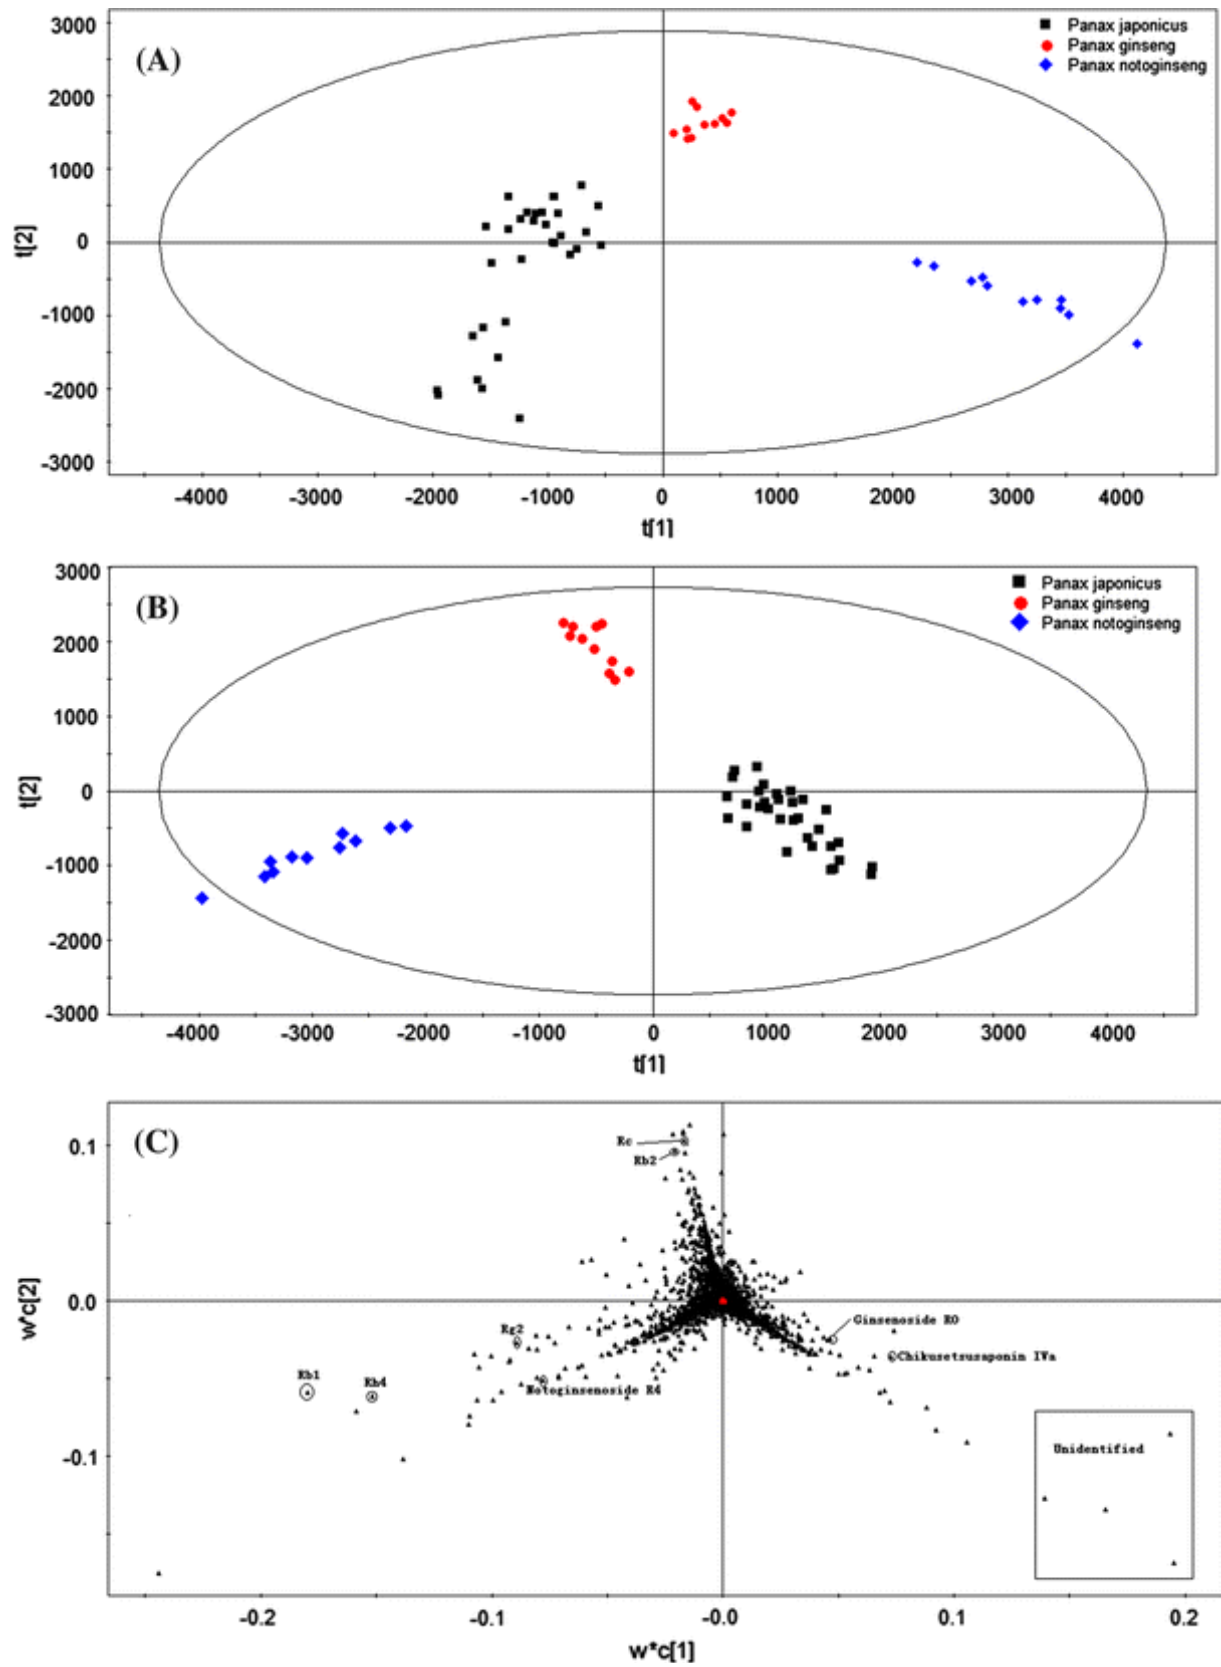 (A)
Panax japonicus
Panax ginseng
Panax notoginseng
3000
2000
1000
0
-1000
-2000
-3000
t[2]
-4000 -3000 -2000 -1000 0 1000 2000 3000 4000
t[1]
(B)
Panax japonicus
Panax ginseng
Panax notoginseng
3000
2000
1000
0
-1000
-2000
-3000
t[2]
-4000 -3000 -2000 -1000 0 1000 2000 3000 4000
t[1]
(C)
Rc
Rb2
0.1
0.0
-0.1
w*c[2]
Ginsenoside RO
Rg2
Chikusetsusaponin IVa
Rb1
Rh4
Notoginsenoside R4
Unidentified
-0.2 -0.1 -0.0 0.1 0.2
w*c[1]